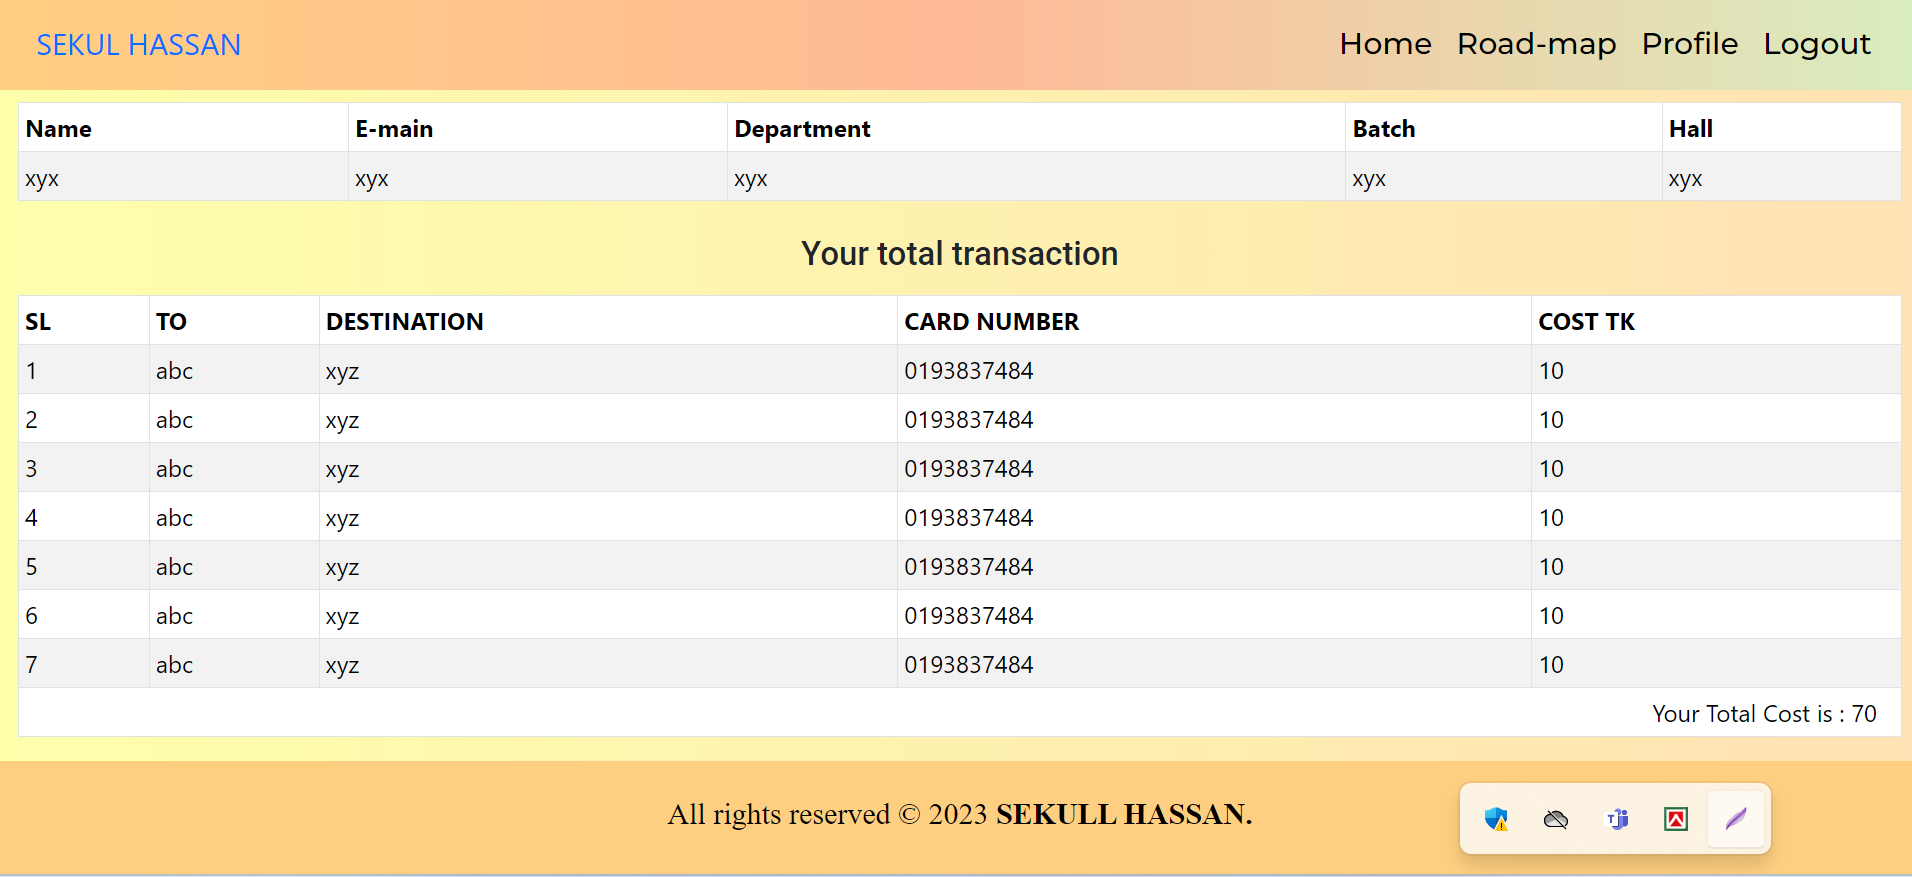 SEKUL HASSAN Home Road-map Profile Logout
Name E-main Department Batch Hall
xyx xyx xyx xyx xyx
Your total transaction
SL TO DESTINATION CARD NUMBER COST TK
1 abc xyz 0193837484 10
2 abc xyz 0193837484 10
3 abc xyz 0193837484 10
4 abc xyz 0193837484 10
5 abc xyz 0193837484 10
6 abc xyz 0193837484 10
7 abc xyz 0193837484 10
Your Total Cost is : 70
All rights reserved © 2023 SEKULL HASSAN.